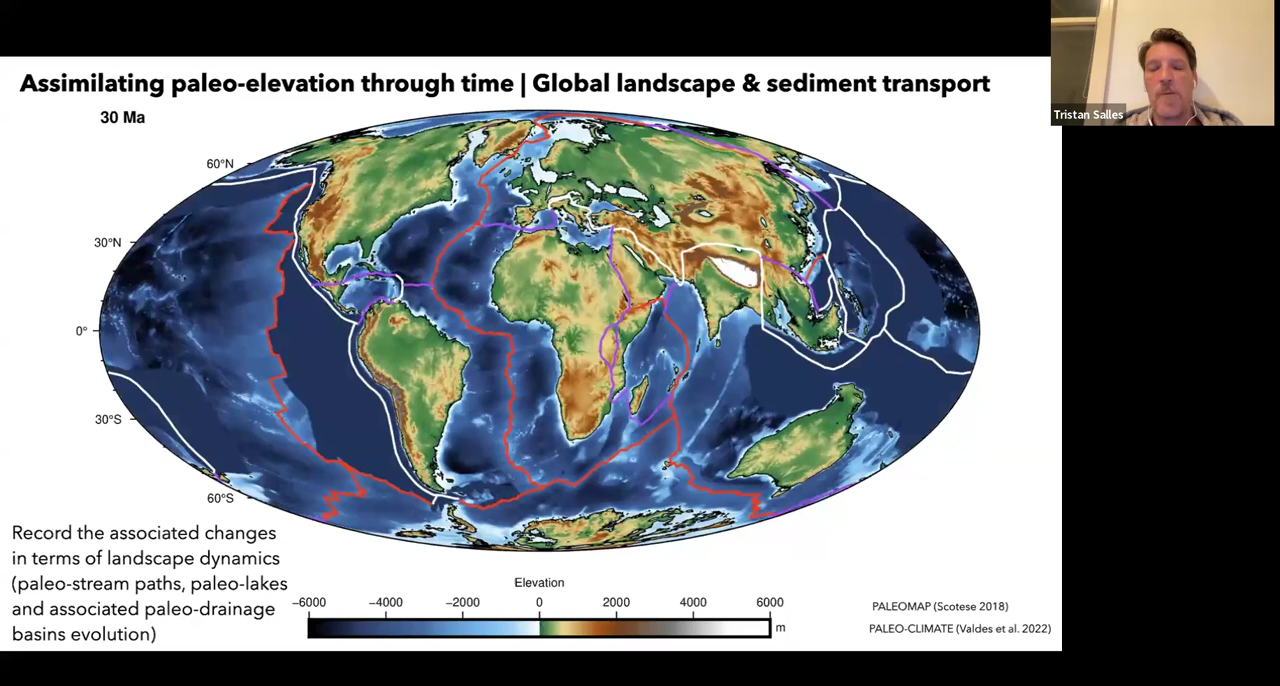 Assimilating paleo-elevation through time | Global landscape & sediment transport
Tristan Salles
30 Ma
60°N
30°N
0°
30°S
60°S
Record the associated changes
in terms of landscape dynamics
(paleo-stream paths, paleo-lakes
and associated paleo-drainage
basins evolution)
Elevation
−6000 −4000 −2000 0 2000 4000 6000
m
PALEOMAP (Scotese 2018)
PALEO-CLIMATE (Valdes et al. 2022)